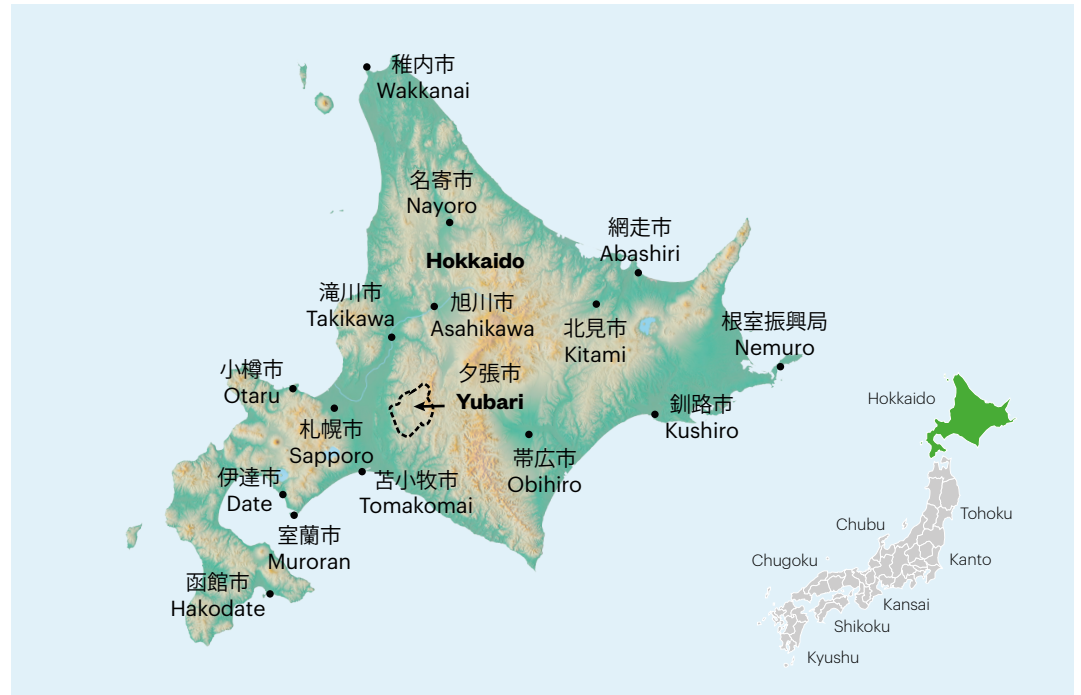 稚内市
Wakkanai
名寄市
Nayoro
網走市
Abashiri
Hokkaido
滝川市
Takikawa
旭川市
Asahikawa
北見市
Kitami
根室振興局
Nemuro
小樽市
Otaru
夕張市
Yubari
釧路市
Kushiro
札幌市
Sapporo
帯広市
Obihiro
伊達市
Date
苫小牧市
Tomakomai
室蘭市
Muroran
函館市
Hakodate
Hokkaido
Tohoku
Chubu
Kanto
Chugoku
Kansai
Shikoku
Kyushu